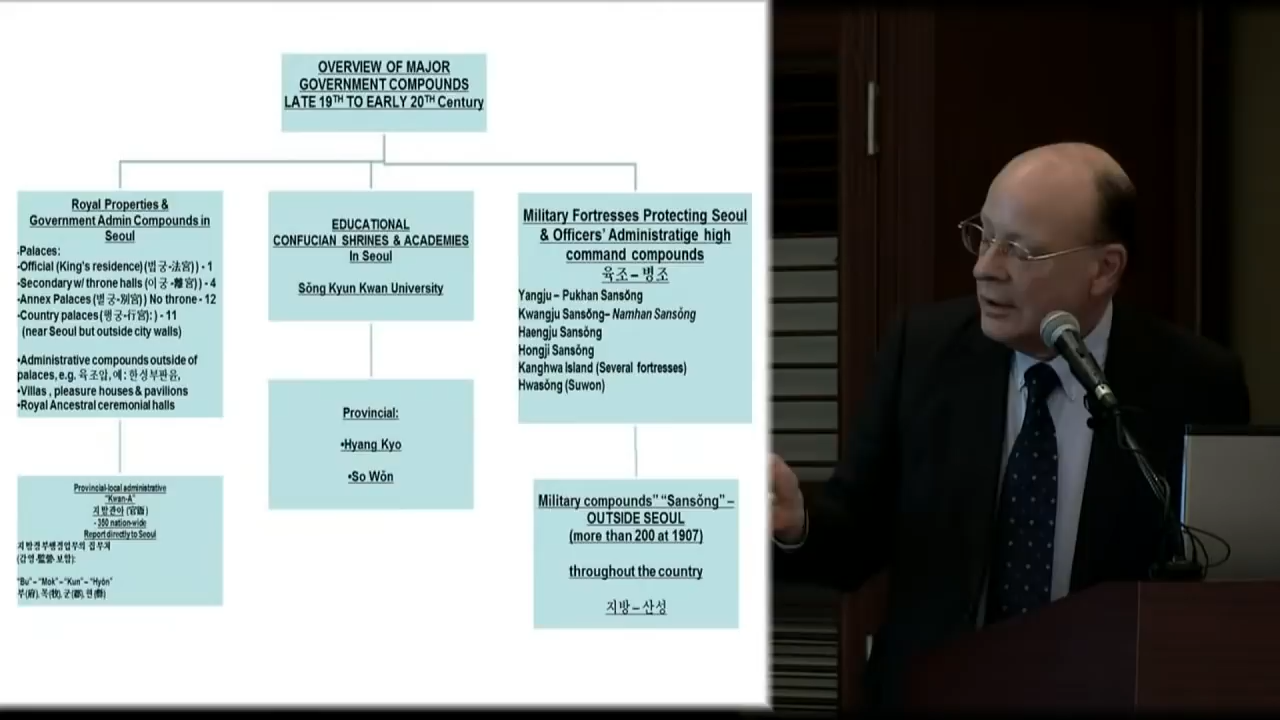 OVERVIEW OF MAJOR
GOVERNMENT COMPOUNDS
LATE 19TH TO EARLY 20TH Century
Royal Properties &
Government Admin Compounds in
Seoul
•Palaces:
•Official (King's residence) (법궁-法宮)) - 1
•Secondary w/ throne halls (이궁-離宮)) - 4
•Annex Palaces (별궁-別宮)) No throne - 12
•Country palaces (행궁-行宮: ) - 11
(near Seoul but outside city walls)
•Administrative compounds outside of
palaces, e.g. 육조압, 예: 한성부판윤,
•Villas , pleasure houses & pavilions
•Royal Ancestral ceremonial halls
Provincial-local administrative
"Kwan-A"
지방관아 (官衙)
- 350 nation-wide
Report directly to Seoul
"Bu" – "Mok" – "Kun" – "Hyŏn"
부(府), 목(牧), 군(郡), 현(縣)
EDUCATIONAL
CONFUCIAN SHRINES & ACADEMIES
In Seoul
Sŏng Kyun Kwan University
Provincial:
•Hyang Kyo
•So Wŏn
Military Fortresses Protecting Seoul
& Officers' Administratige high
command compounds
육조 – 병조
Yangju – Pukhan Sansŏng
Kwangju Sansŏng– Namhan Sansŏng
Haengju Sansŏng
Hongji Sansŏng
Kanghwa Island (Several fortresses)
Hwasŏng (Suwon)
Military compounds" "Sansŏng" –
OUTSIDE SEOUL
(more than 200 at 1907)
throughout the country
지방 – 산성